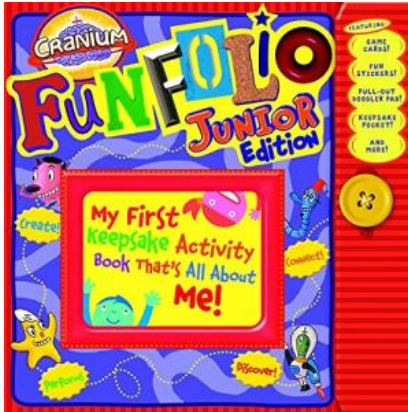 CRANIUM
FUNFOLIO
JUNIOR
Edition
My First
Keepsake Activity
Book That's All About
Me!
Create!
Connect!
Perform!
Discover!
FEATURING:
GAME
CARDS!
FUN
STICKERS!
PULL-OUT
DOODLER PAD!
KEEPSAKE
POCKET!
AND
MORE!